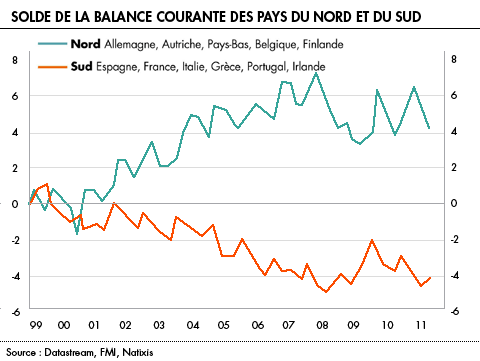 SOLDE DE LA BALANCE COURANTE DES PAYS DU NORD ET DU SUD
Nord Allemagne, Autriche, Pays-Bas, Belgique, Finlande
Sud Espagne, France, Italie, Grèce, Portugal, Irlande
8 8
6 6
4 4
2 2
0 0
-2 -2
-4 -4
-6 -6
99 00 01 02 03 04 05 06 07 08 09 10 11
Source : Datastream, FMI, Natixis